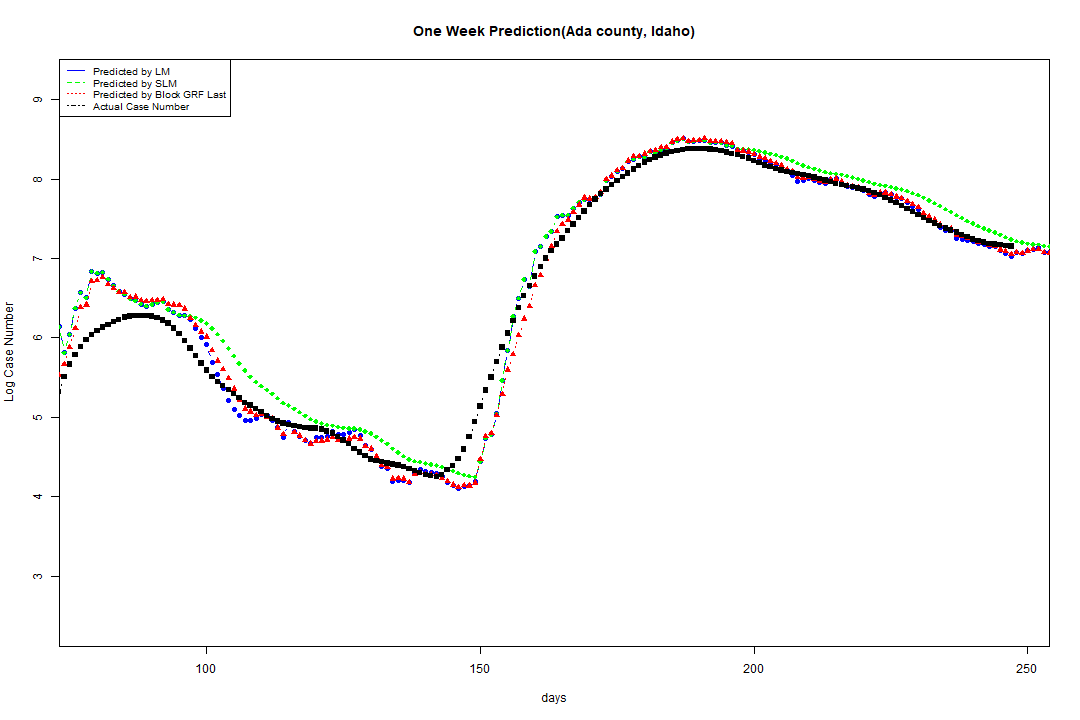 One Week Prediction(Ada county, Idaho)
Predicted by LM
Predicted by SLM
Predicted by Block GRF Last
Actual Case Number
9
8
7
6
5
4
3
Log Case Number
100 150 200 250
days